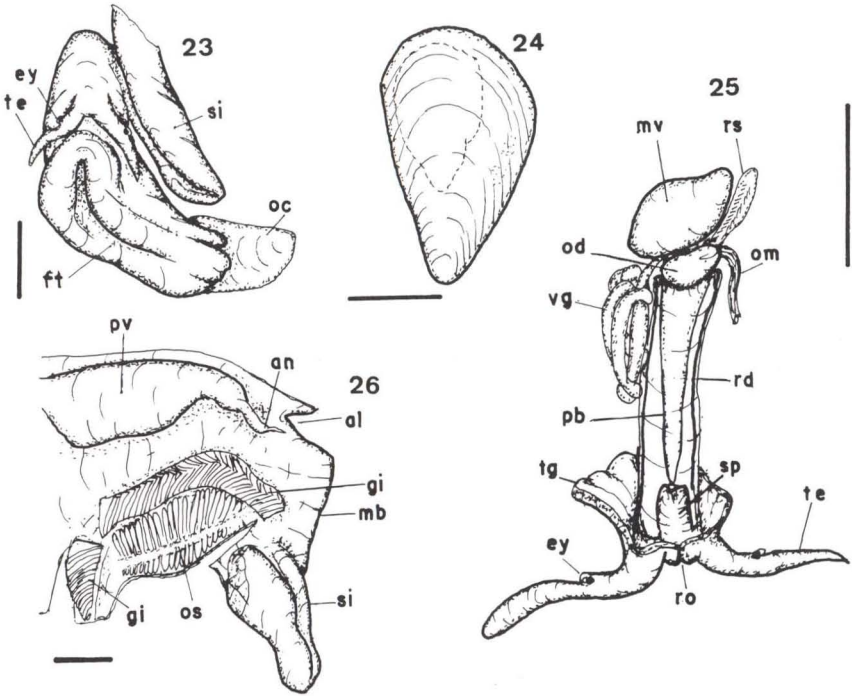 23
ey
te
si
oc
ft
24
25
mv
rs
od
om
vg
rd
pb
sp
tg
te
ey
ro
26
pv
an
al
gi
mb
os
gi
si